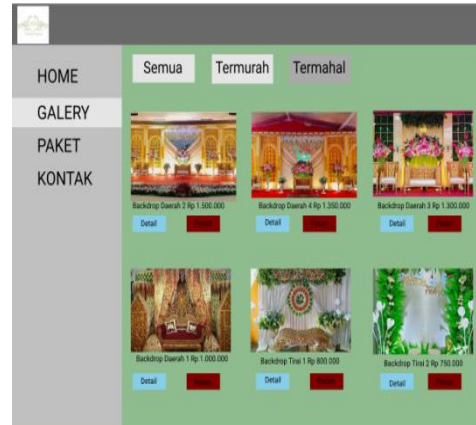 HOME
GALERY
PAKET
KONTAK
Semua
Termurah
Termahal
Backdrop Daerah 2 Rp 1.500.000
Backdrop Daerah 4 Rp 1.350.000
Backdrop Daerah 3 Rp 1.300.000
Detail
Detail
Detail
Backdrop Daerah 1 Rp 1.000.000
Backdrop Tirai 1 Rp 800.000
Backdrop Tirai 2 Rp 750.000
Detail
Detail
Detail